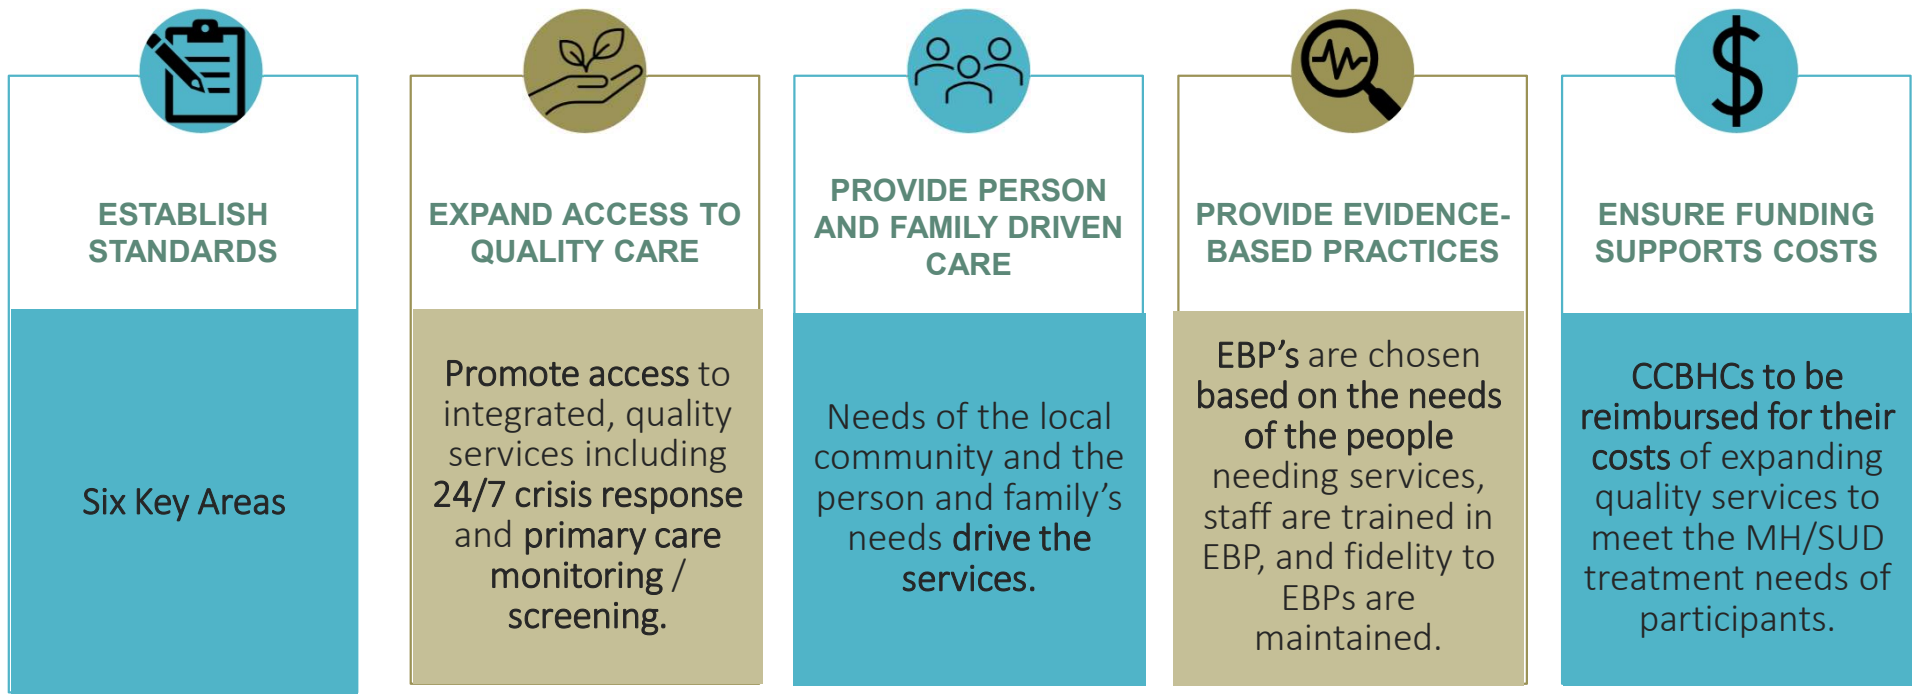 ESTABLISH
STANDARDS
Six Key Areas
EXPAND ACCESS TO
QUALITY CARE
Promote access to
integrated, quality
services including
24/7 crisis response
and primary care
monitoring /
screening.
PROVIDE PERSON
AND FAMILY DRIVEN
CARE
Needs of the local
community and the
person and family’s
needs drive the
services.
PROVIDE EVIDENCE-
BASED PRACTICES
EBP’s are chosen
based on the needs
of the people
needing services,
staff are trained in
EBP, and fidelity to
EBPs are
maintained.
ENSURE FUNDING
SUPPORTS COSTS
$
CCBHCs to be
reimbursed for their
costs of expanding
quality services to
meet the MH/SUD
treatment needs of
participants.